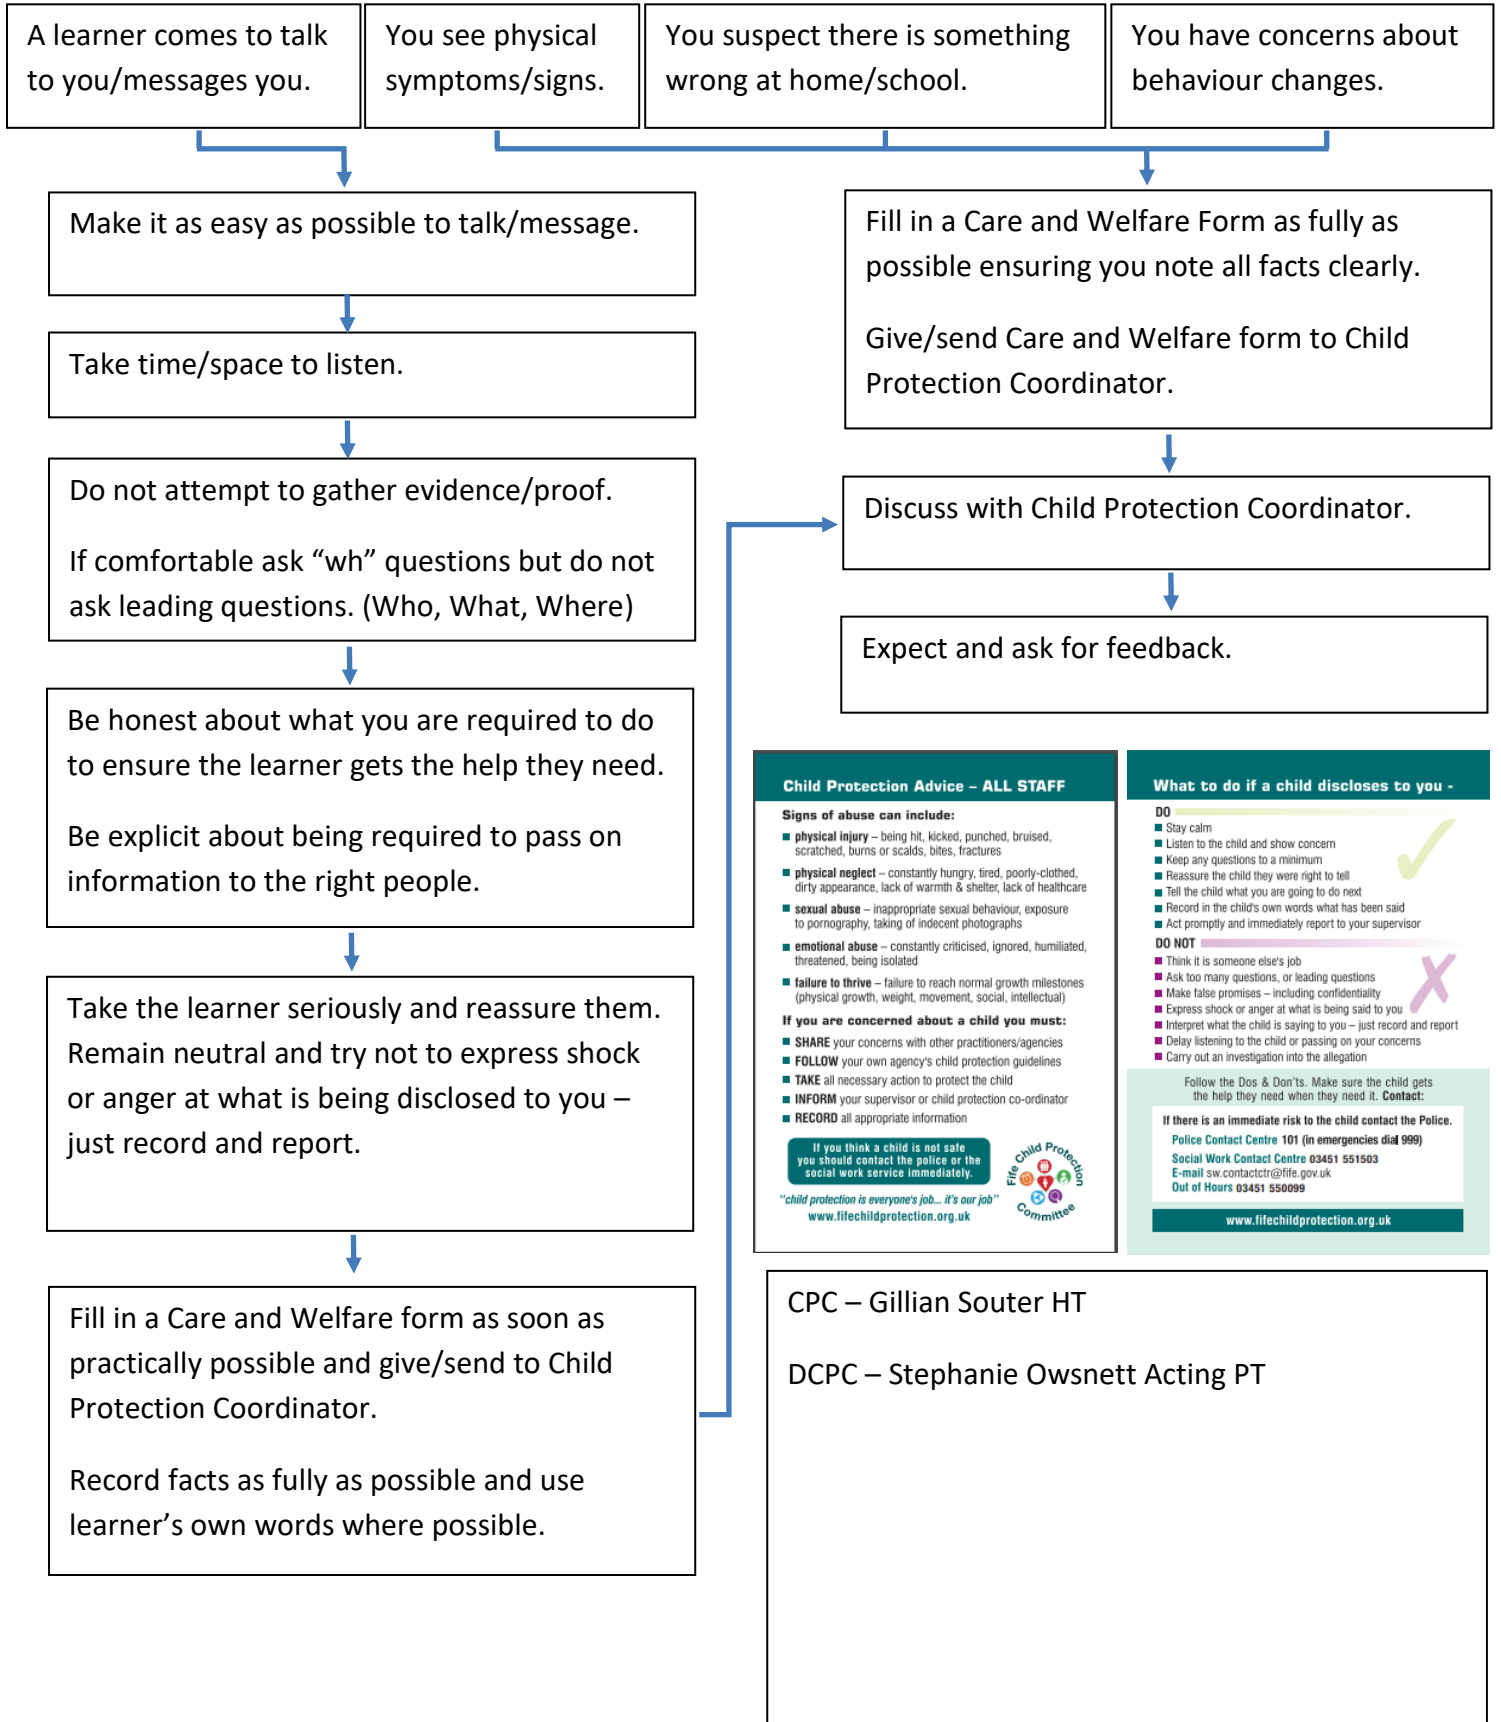 A learner comes to talk
to you/messages you.
You see physical
symptoms/signs.
You suspect there is something
wrong at home/school.
You have concerns about
behaviour changes.
Make it as easy as possible to talk/message.
Take time/space to listen.
Do not attempt to gather evidence/proof.
If comfortable ask “wh” questions but do not
ask leading questions. (Who, What, Where)
Be honest about what you are required to do
to ensure the learner gets the help they need.
Be explicit about being required to pass on
information to the right people.
Take the learner seriously and reassure them.
Remain neutral and try not to express shock
or anger at what is being disclosed to you –
just record and report.
Fill in a Care and Welfare form as soon as
practically possible and give/send to Child
Protection Coordinator.
Record facts as fully as possible and use
learner’s own words where possible.
Fill in a Care and Welfare Form as fully as
possible ensuring you note all facts clearly.
Give/send Care and Welfare form to Child
Protection Coordinator.
Discuss with Child Protection Coordinator.
Expect and ask for feedback.
Child Protection Advice – ALL STAFF
Signs of abuse can include:
physical injury – being hit, kicked, punched, bruised,
scratched, burns or scalds, bites, fractures
physical neglect – constantly hungry, tired, poorly-clothed,
dirty appearance, lack of warmth & shelter, lack of healthcare
sexual abuse – inappropriate sexual behaviour, exposure
to pornography, taking of indecent photographs
emotional abuse – constantly criticised, ignored, humiliated,
threatened, being isolated
failure to thrive – failure to reach normal growth milestones
(physical growth, weight, movement, social, intellectual)
If you are concerned about a child you must:
SHARE your concerns with other practitioners/agencies
FOLLOW your own agency's child protection guidelines
TAKE all necessary action to protect the child
INFORM your supervisor or child protection co-ordinator
RECORD all appropriate information
If you think a child is not safe
you should contact the police or the
social work service immediately.
"child protection is everyone's job... it's our job"
www.fifechildprotection.org.uk
Fife Child Protection
Committee
What to do if a child discloses to you -
DO
Stay calm
Listen to the child and show concern
Keep any questions to a minimum
Reassure the child they were right to tell
Tell the child what you are going to do next
Record in the child's own words what has been said
Act promptly and immediately report to your supervisor
DO NOT
Think it is someone else's job
Ask too many questions, or leading questions
Make false promises – including confidentiality
Express shock or anger at what is being said to you
Interpret what the child is saying to you – just record and report
Delay listening to the child or passing on your concerns
Carry out an investigation into the allegation
Follow the Dos & Don'ts. Make sure the child gets
the help they need when they need it. Contact:
If there is an immediate risk to the child contact the Police.
Police Contact Centre 101 (in emergencies dial 999)
Social Work Contact Centre 03451 551503
E-mail sw.contactctr@fife.gov.uk
Out of Hours 03451 550099
www.fifechildprotection.org.uk
CPC – Gillian Souter HT
DCPC – Stephanie Owsnett Acting PT